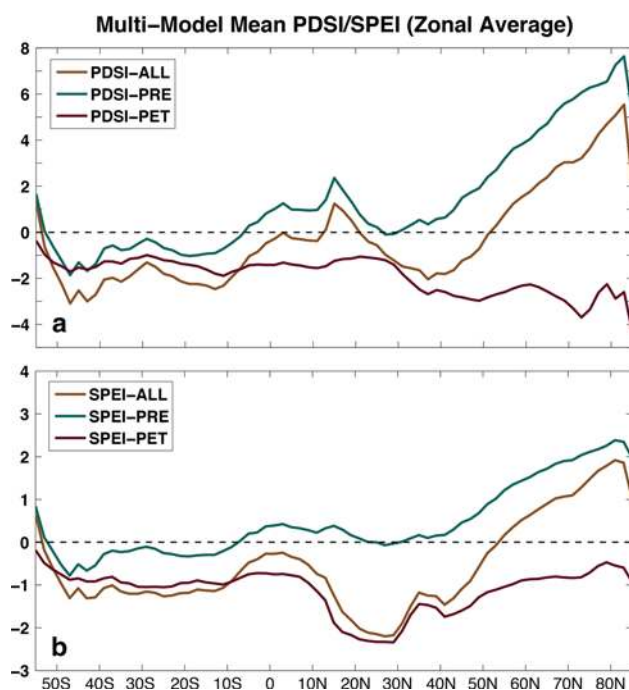 Multi-Model Mean PDSI/SPEI (Zonal Average)
8
6
4
2
0
-2
-4
PDSI-ALL
PDSI-PRE
PDSI-PET
a
4
3
2
1
0
-1
-2
-3
SPEI-ALL
SPEI-PRE
SPEI-PET
b
50S 40S 30S 20S 10S 0 10N 20N 30N 40N 50N 60N 70N 80N